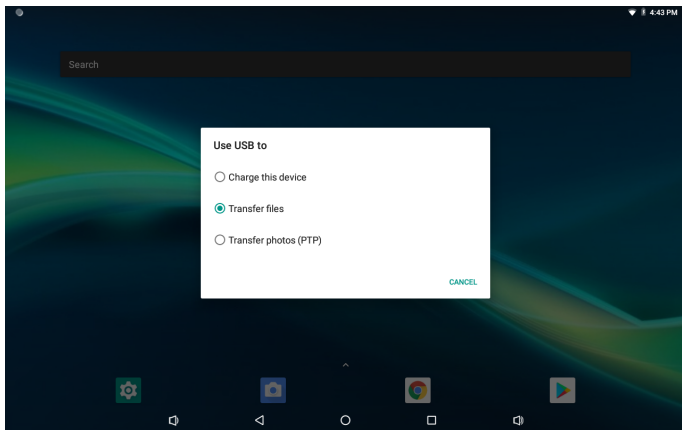 4:43 PM
Search
Use USB to
Charge this device
Transfer files
Transfer photos (PTP)
CANCEL